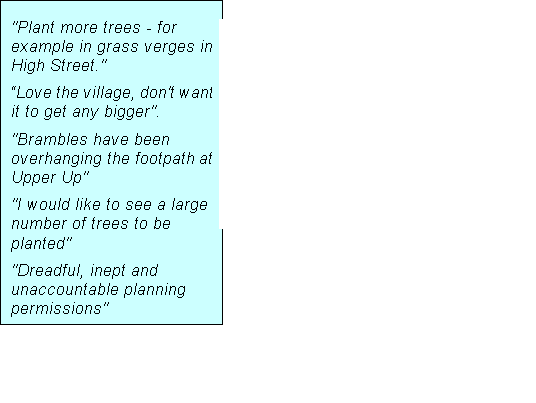 "Plant more trees - for
example in grass verges in
High Street."
"Love the village, don't want
it to get any bigger".
"Brambles have been
overhanging the footpath at
Upper Up"
"I would like to see a large
number of trees to be
planted"
"Dreadful, inept and
unaccountable planning
permissions"